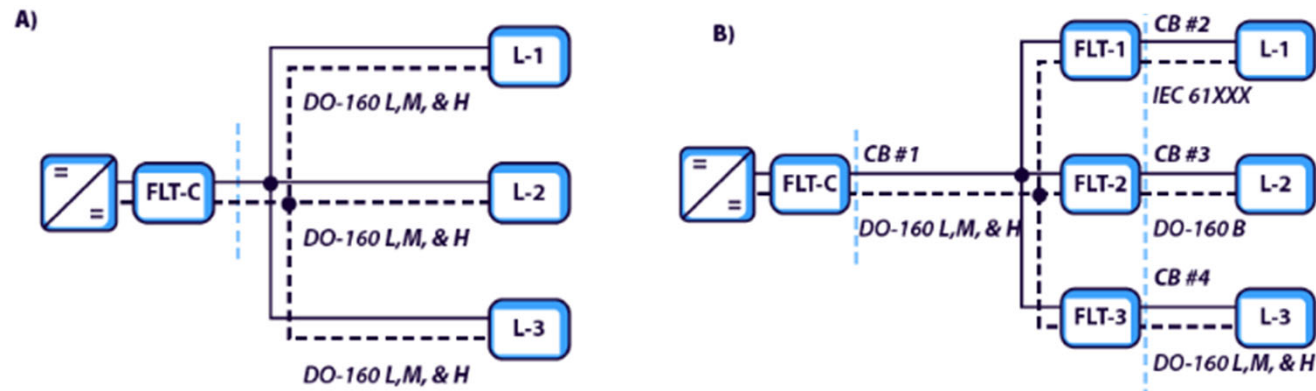 A)
L-1
DO-160 L,M, & H
=
=
FLT-C
L-2
DO-160 L,M, & H
L-3
DO-160 L,M, & H
B)
CB #2
FLT-1
L-1
IEC 61XXX
CB #1
CB #3
=
=
FLT-C
FLT-2
L-2
DO-160 L,M, & H
DO-160 B
CB #4
FLT-3
L-3
DO-160 L,M, & H